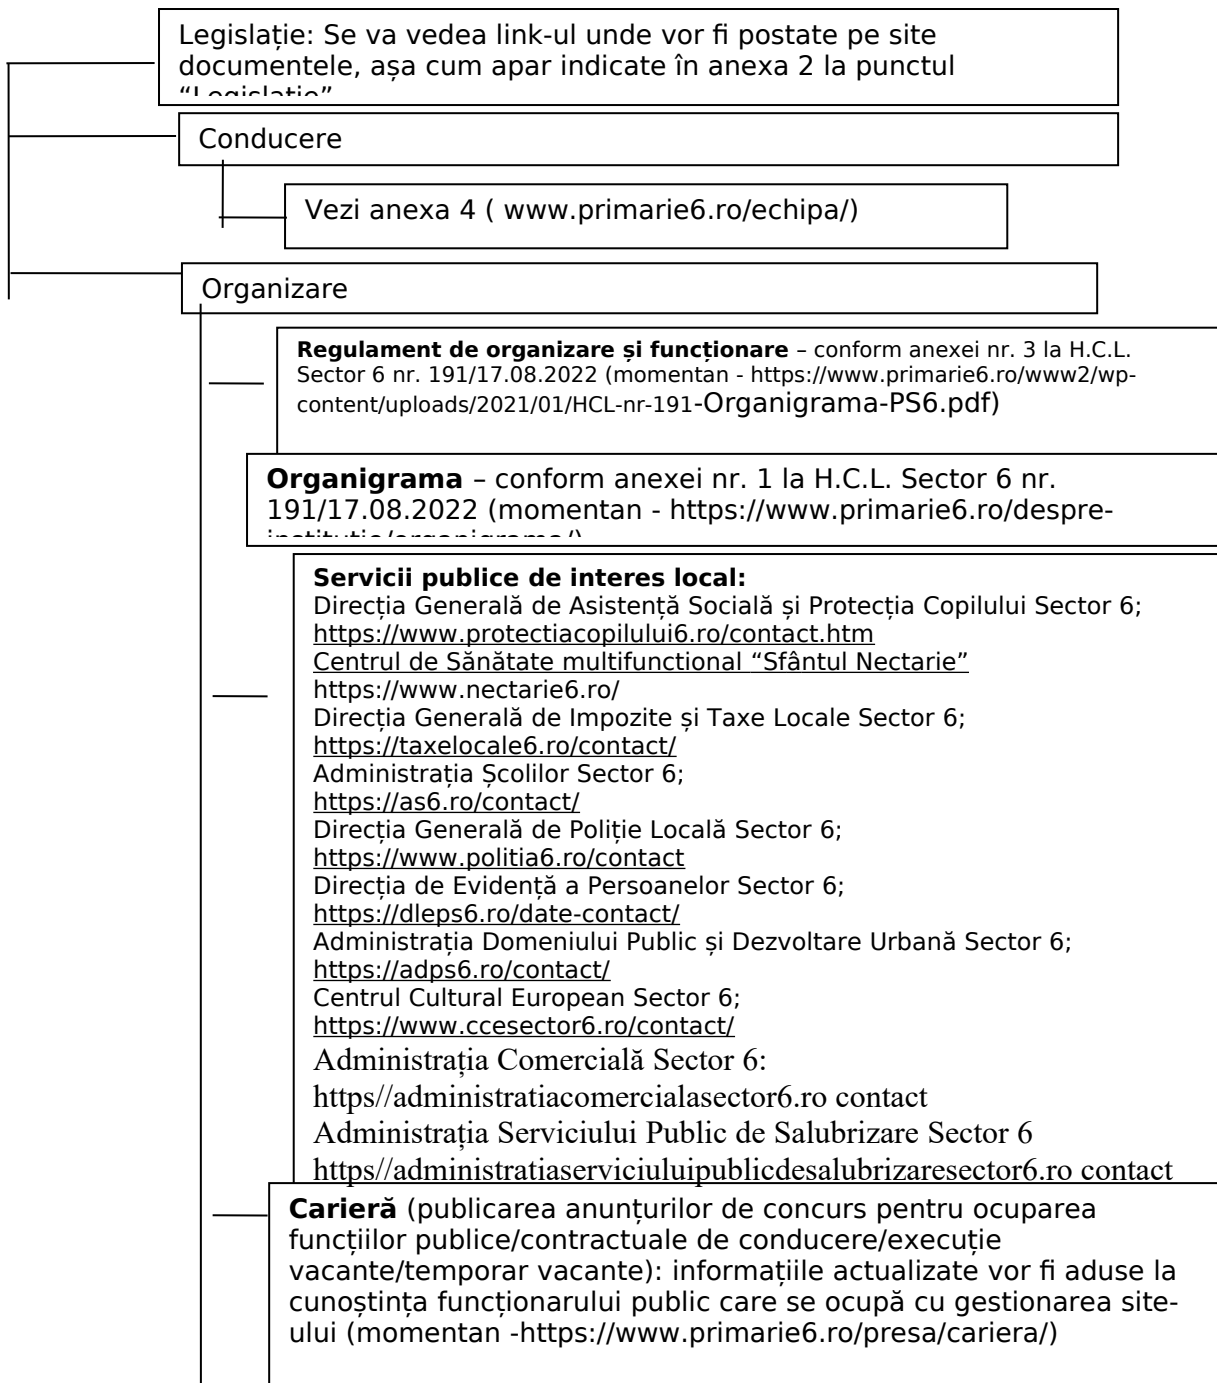 Legislație: Se va vedea link-ul unde vor fi postate pe site
documentele, așa cum apar indicate în anexa 2 la punctul
“Legislație”
Conducere
Vezi anexa 4 ( www.primarie6.ro/echipa/)
Organizare
Regulament de organizare și funcționare – conform anexei nr. 3 la H.C.L.
Sector 6 nr. 191/17.08.2022 (momentan - https://www.primarie6.ro/www2/wp-
content/uploads/2021/01/HCL-nr-191-Organigrama-PS6.pdf)
Organigrama – conform anexei nr. 1 la H.C.L. Sector 6 nr.
191/17.08.2022 (momentan - https://www.primarie6.ro/despre-
institutie/organigrama/)
Servicii publice de interes local:
Direcția Generală de Asistență Socială și Protecția Copilului Sector 6;
https://www.protectiacopilului6.ro/contact.htm
Centrul de Sănătate multifunctional “Sfântul Nectarie”
https://www.nectarie6.ro/
Direcția Generală de Impozite și Taxe Locale Sector 6;
https://taxelocale6.ro/contact/
Administrația Școlilor Sector 6;
https://as6.ro/contact/
Direcția Generală de Poliție Locală Sector 6;
https://www.politia6.ro/contact
Direcția de Evidență a Persoanelor Sector 6;
https://dleps6.ro/date-contact/
Administrația Domeniului Public și Dezvoltare Urbană Sector 6;
https://adps6.ro/contact/
Centrul Cultural European Sector 6;
https://www.ccesector6.ro/contact/
Administrația Comercială Sector 6:
https//administratiacomercialasector6.ro contact
Administrația Serviciului Public de Salubrizare Sector 6
https//administratiaserviciuluipublicdesalubrizaresector6.ro contact
Carieră (publicarea anunțurilor de concurs pentru ocuparea
funcțiilor publice/contractuale de conducere/execuție
vacante/temporar vacante): informațiile actualizate vor fi aduse la
cunoștința funcționarului public care se ocupă cu gestionarea site-
ului (momentan -https://www.primarie6.ro/presa/cariera/)